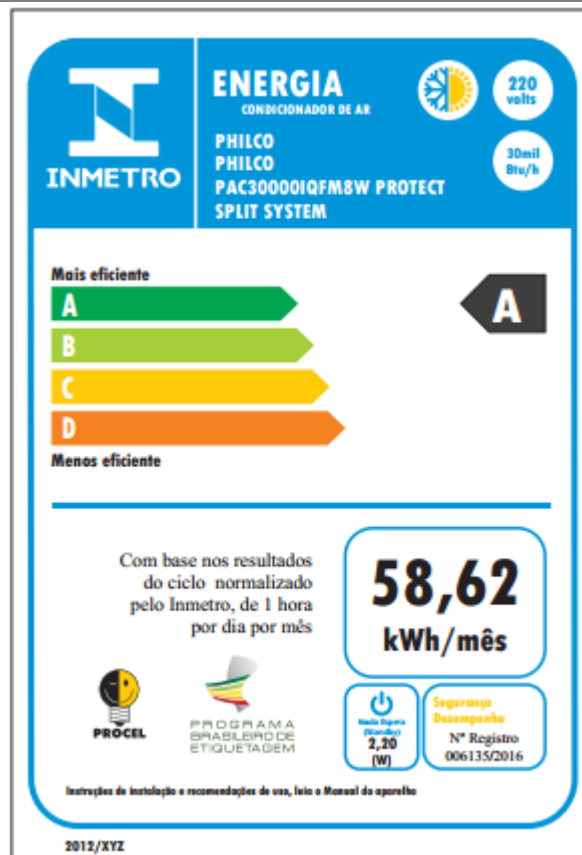 INMETRO
ENERGIA
CONDICIONADOR DE AR
220
volts
30mil
Btu/h
PHILCO
PHILCO
PAC30000IQFM8W PROTECT
SPLIT SYSTEM
Mais eficiente
A
A
B
C
D
Menos eficiente
Com base nos resultados
do ciclo normalizado
pelo Inmetro, de 1 hora
por dia por mês
58,62
kWh/mês
PROCEL
PROGRAMA
BRASILEIRO DE
ETIQUETAGEM
Modo Espera
(Standby)
2,20
(W)
Segurança
Desempenho
Nº Registro
006135/2016
Instruções de instalação e recomendações de uso, leia o Manual do aparelho
2012/XYZ